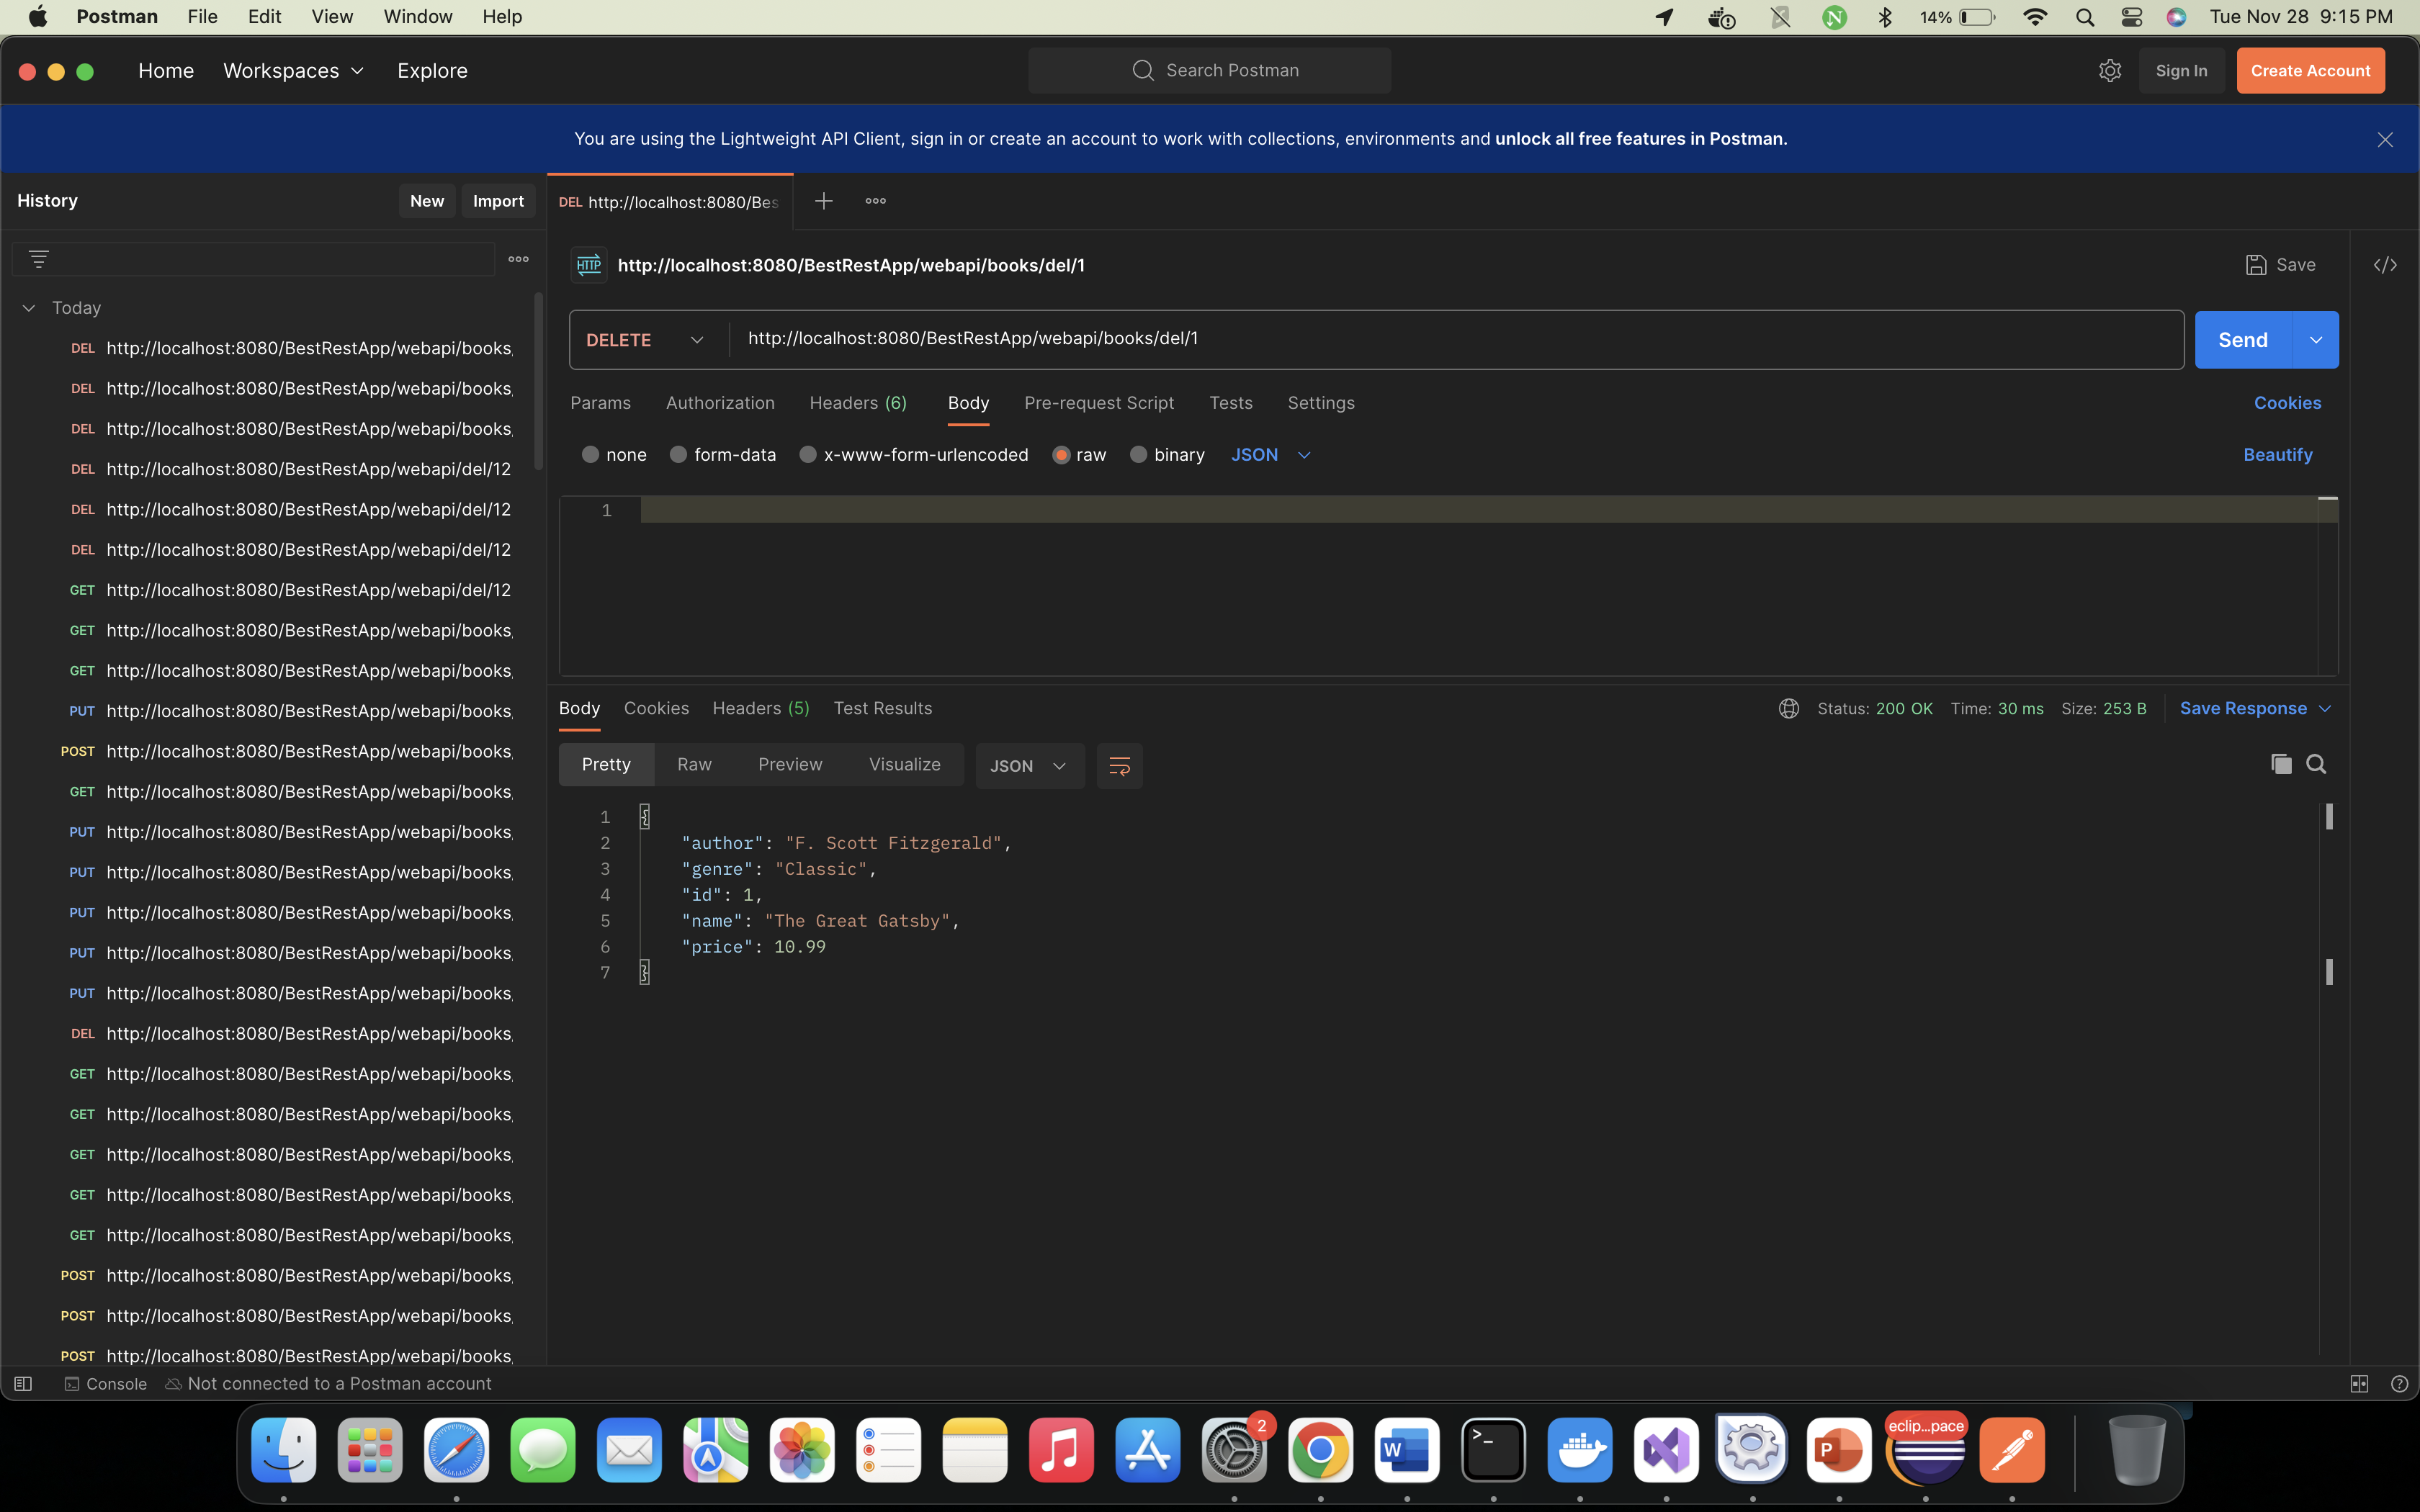 Postman File Edit View Window Help 14% Tue Nov 28 9:15 PM
Home Workspaces Explore Search Postman Sign In Create Account
You are using the Lightweight API Client, sign in or create an account to work with collections, environments and unlock all free features in Postman.
History New Import
DEL http://localhost:8080/Bes
HTTP http://localhost:8080/BestRestApp/webapi/books/del/1 Save </>
Today
DELETE http://localhost:8080/BestRestApp/webapi/books/del/1 Send
Params Authorization Headers (6) Body Pre-request Script Tests Settings Cookies
none form-data x-www-form-urlencoded raw binary JSON Beautify
1
DEL http://localhost:8080/BestRestApp/webapi/books,
DEL http://localhost:8080/BestRestApp/webapi/books,
DEL http://localhost:8080/BestRestApp/webapi/books,
DEL http://localhost:8080/BestRestApp/webapi/del/12
DEL http://localhost:8080/BestRestApp/webapi/del/12
DEL http://localhost:8080/BestRestApp/webapi/del/12
GET http://localhost:8080/BestRestApp/webapi/del/12
GET http://localhost:8080/BestRestApp/webapi/books,
GET http://localhost:8080/BestRestApp/webapi/books,
PUT http://localhost:8080/BestRestApp/webapi/books,
POST http://localhost:8080/BestRestApp/webapi/books,
GET http://localhost:8080/BestRestApp/webapi/books,
PUT http://localhost:8080/BestRestApp/webapi/books,
PUT http://localhost:8080/BestRestApp/webapi/books,
PUT http://localhost:8080/BestRestApp/webapi/books,
PUT http://localhost:8080/BestRestApp/webapi/books,
PUT http://localhost:8080/BestRestApp/webapi/books,
DEL http://localhost:8080/BestRestApp/webapi/books,
GET http://localhost:8080/BestRestApp/webapi/books,
GET http://localhost:8080/BestRestApp/webapi/books,
GET http://localhost:8080/BestRestApp/webapi/books,
GET http://localhost:8080/BestRestApp/webapi/books,
GET http://localhost:8080/BestRestApp/webapi/books,
POST http://localhost:8080/BestRestApp/webapi/books,
POST http://localhost:8080/BestRestApp/webapi/books,
POST http://localhost:8080/BestRestApp/webapi/books,
Body Cookies Headers (5) Test Results Status: 200 OK Time: 30 ms Size: 253 B Save Response
Pretty Raw Preview Visualize JSON
1 {
2 "author": "F. Scott Fitzgerald",
3 "genre": "Classic",
4 "id": 1,
5 "name": "The Great Gatsby",
6 "price": 10.99
7 }
Console Not connected to a Postman account
2
W
>_
P
eclip...pace